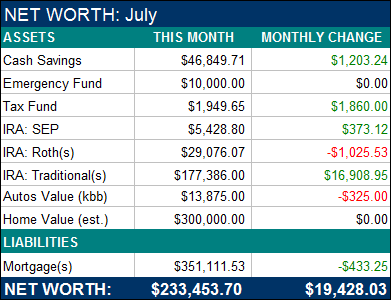 NET WORTH: July
ASSETS THIS MONTH MONTHLY CHANGE
Cash Savings $46,849.71 $1,203.24
Emergency Fund $10,000.00 $0.00
Tax Fund $1,949.65 $1,860.00
IRA: SEP $5,428.80 $373.12
IRA: Roth(s) $29,076.07 -$1,025.53
IRA: Traditional(s) $177,386.00 $16,908.95
Autos Value (kbb) $13,875.00 -$325.00
Home Value (est.) $300,000.00 $0.00
LIABILITIES
Mortgage(s) $351,111.53 -$433.25
NET WORTH: $233,453.70 $19,428.03